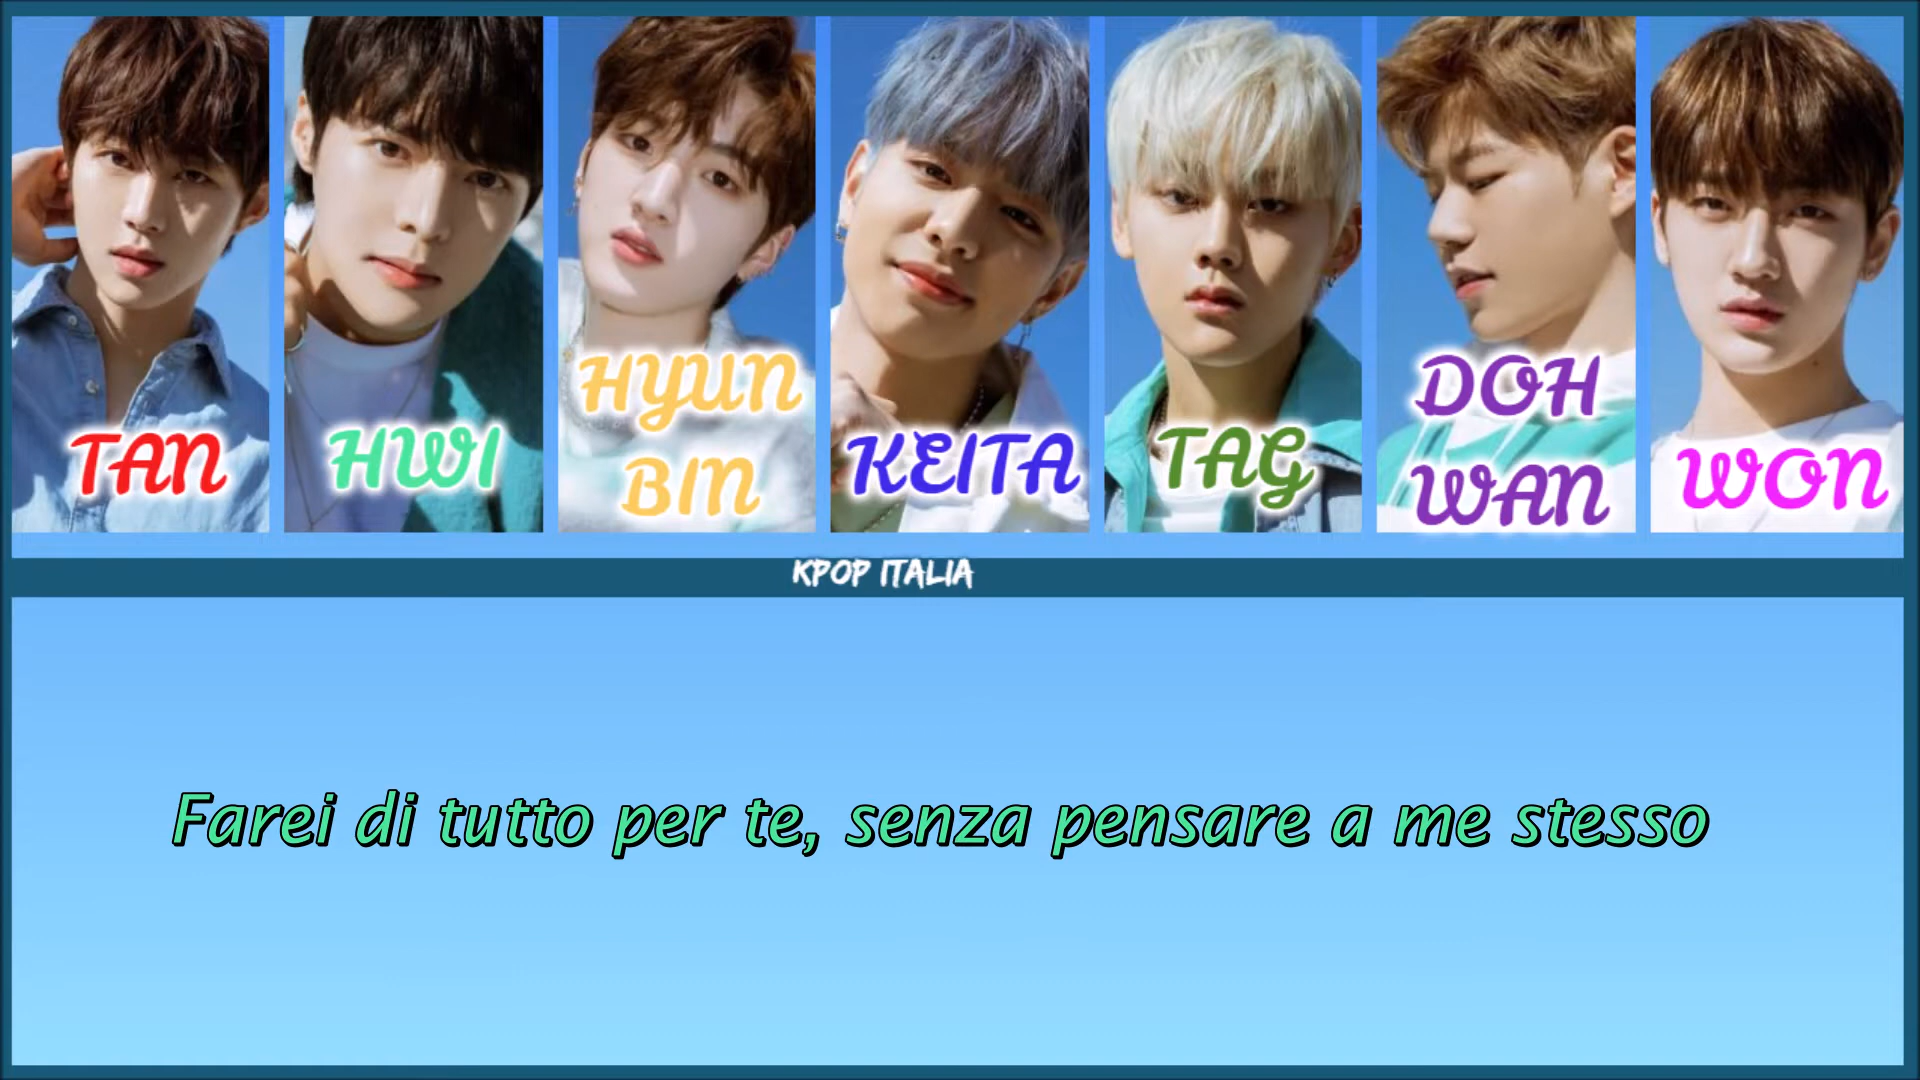 TAN
HWI
HYUN
BIN
KEITA
TAG
DOH
WAN
WON
KPOP ITALIA
Farei di tutto per te, senza pensare a me stesso